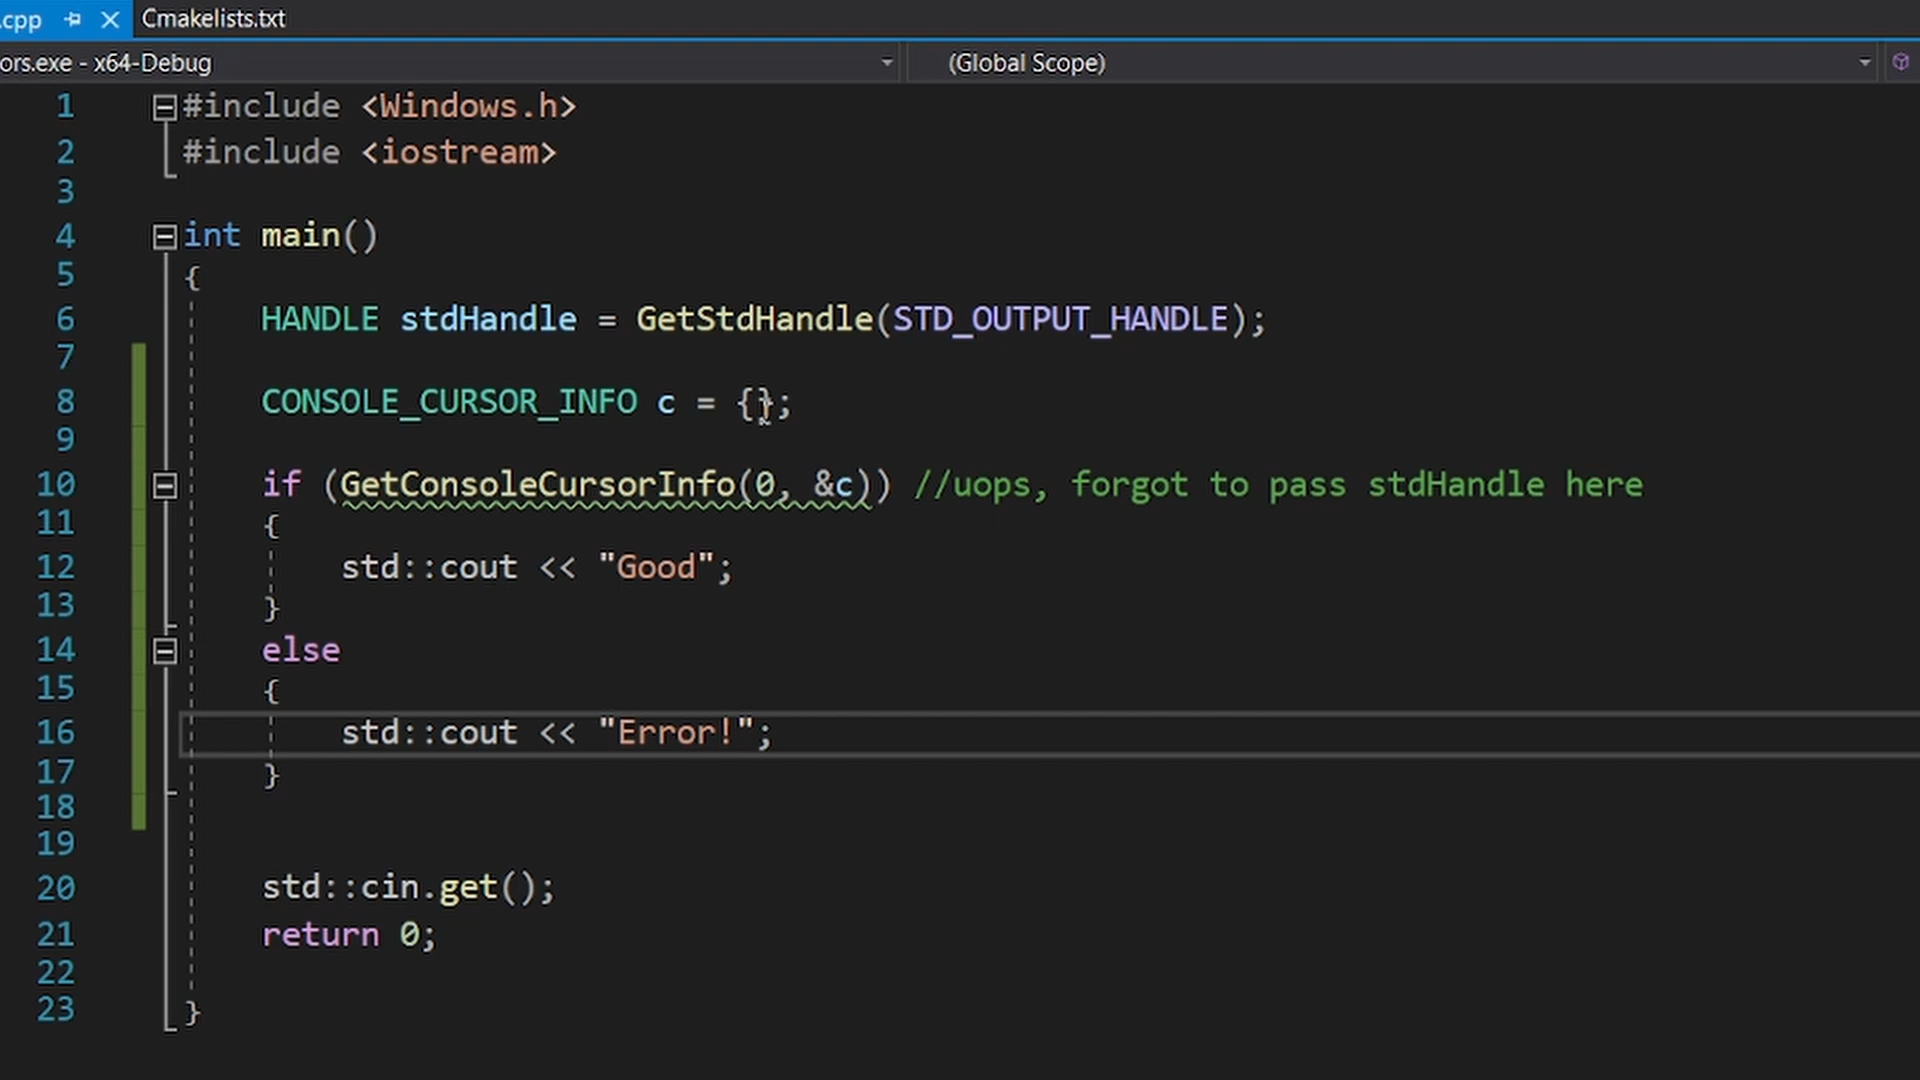 .cpp Cmakelists.txt
ors.exe - x64-Debug (Global Scope)
1 #include <Windows.h>
2 #include <iostream>
3
4 int main()
5 {
6 HANDLE stdHandle = GetStdHandle(STD_OUTPUT_HANDLE);
7
8 CONSOLE_CURSOR_INFO c = {};
9
10 if (GetConsoleCursorInfo(0, &c)) //uops, forgot to pass stdHandle here
11 {
12 std::cout << "Good";
13 }
14 else
15 {
16 std::cout << "Error!";
17 }
18
19
20 std::cin.get();
21 return 0;
22
23 }